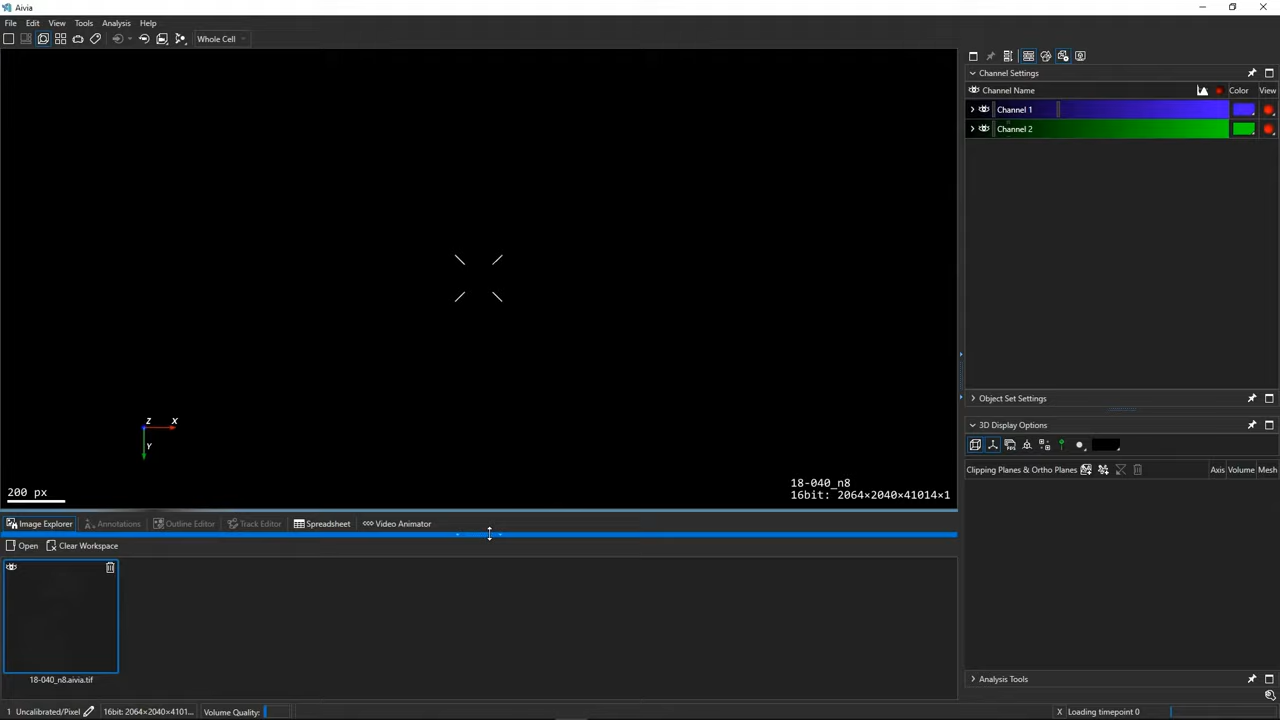 Aivia
File Edit View Tools Analysis Help
Whole Cell
Channel Settings
Channel Name Color View
Channel 1
Channel 2
Object Set Settings
3D Display Options
Clipping Planes & Ortho Planes Axis Volume Mesh
Z X
Y
200 px
18-040_n8
16bit: 2064×2040×41014×1
Image Explorer Annotations Outline Editor Track Editor Spreadsheet Video Animator
Open Clear Workspace
18-040_n8.aivia.tif
Analysis Tools
1 Uncalibrated/Pixel 16bit: 2064×2040×4101... Volume Quality: X Loading timepoint 0